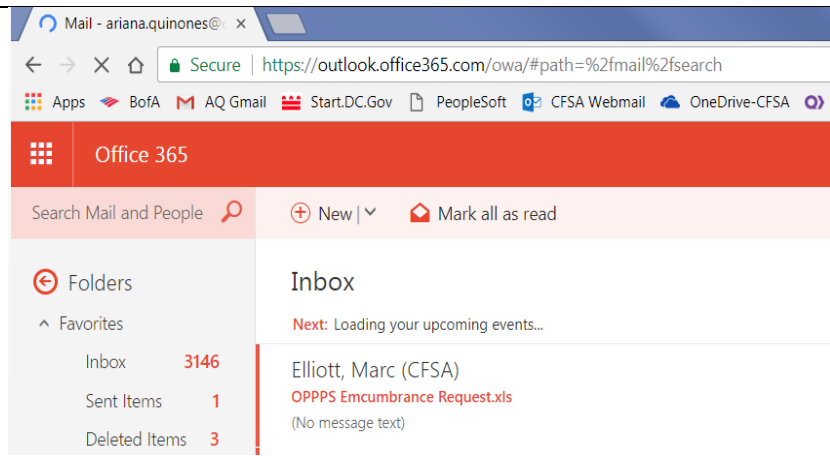 Mail - ariana.quinones@
Secure | https://outlook.office365.com/owa/#path=%2fmail%2fsearch
Apps BofA AQ Gmail Start.DC.Gov PeopleSoft CFSA Webmail OneDrive-CFSA
Office 365
Search Mail and People New | Mark all as read
Folders
Inbox
Favorites
Next: Loading your upcoming events...
Inbox 3146
Elliott, Marc (CFSA)
Sent Items 1
OPPPS Emcumbrance Request.xls
(No message text)
Deleted Items 3